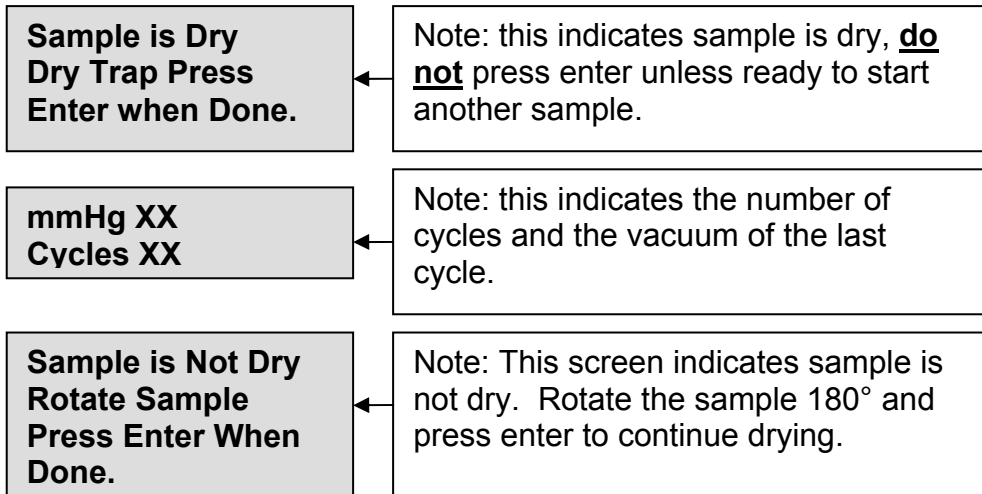 Sample is Dry
Dry Trap Press
Enter when Done.
Note: this indicates sample is dry, do
not press enter unless ready to start
another sample.
mmHg XX
Cycles XX
Note: this indicates the number of
cycles and the vacuum of the last
cycle.
Sample is Not Dry
Rotate Sample
Press Enter When
Done.
Note: This screen indicates sample is
not dry.  Rotate the sample 180° and
press enter to continue drying.